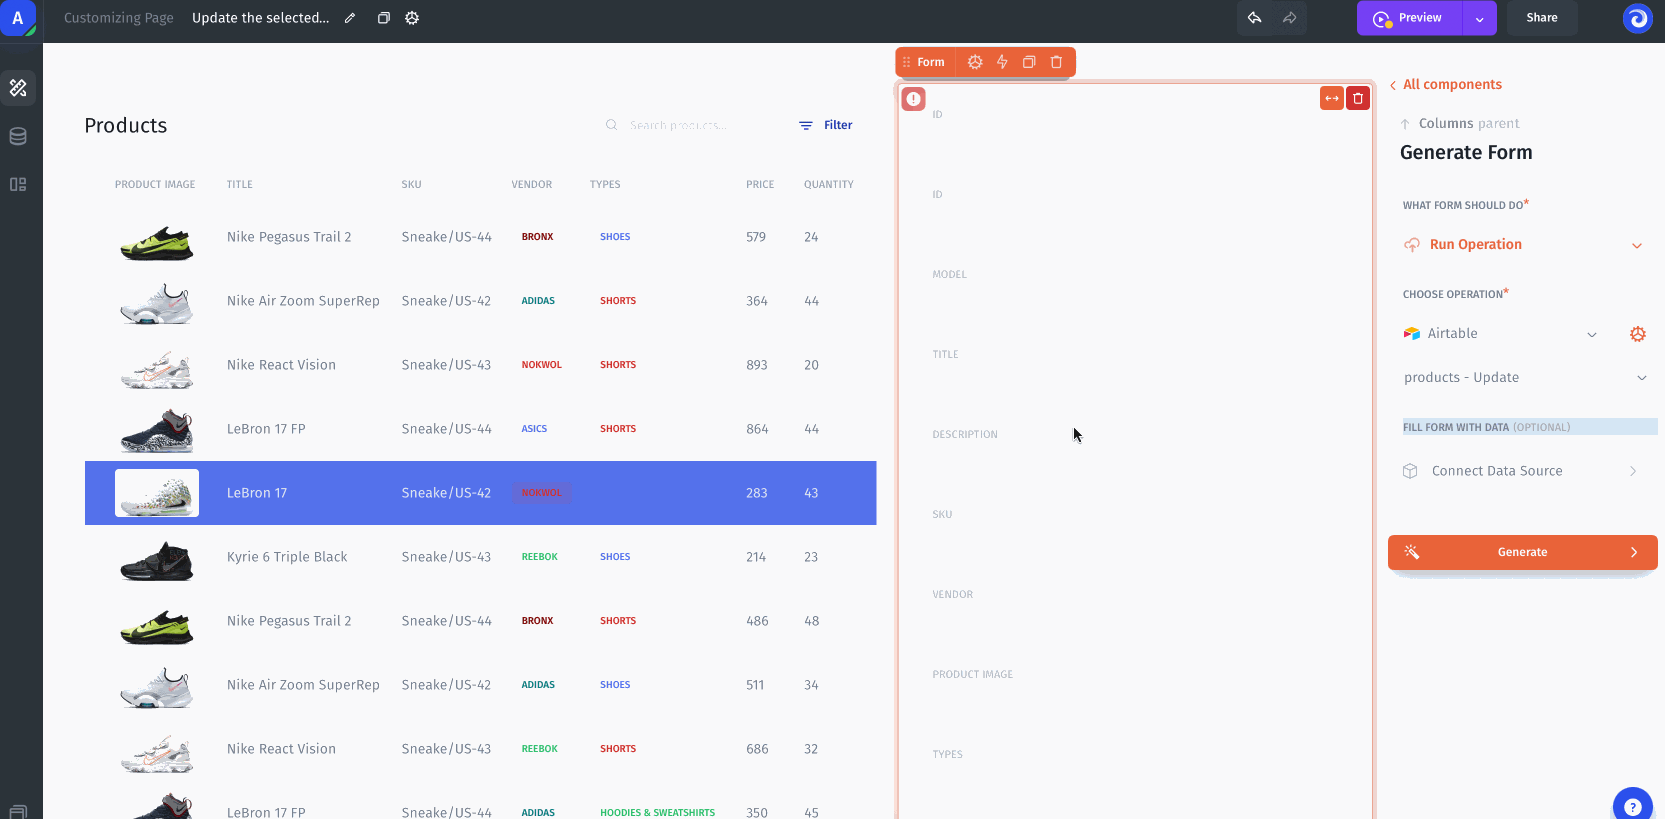 A Customizing Page Update the selected... Preview Share
Form
All components
Columns parent
Generate Form
WHAT FORM SHOULD DO*
Run Operation
CHOOSE OPERATION*
Airtable
products - Update
FILL FORM WITH DATA (OPTIONAL)
Connect Data Source
Generate
Products Search products... Filter
PRODUCT IMAGE TITLE SKU VENDOR TYPES PRICE QUANTITY
Nike Pegasus Trail 2 Sneake/US-44 BRONX SHOES 579 24
Nike Air Zoom SuperRep Sneake/US-42 ADIDAS SHORTS 364 44
Nike React Vision Sneake/US-43 NOKWOL SHORTS 893 20
LeBron 17 FP Sneake/US-44 ASICS SHORTS 864 44
LeBron 17 Sneake/US-42 NOKWOL 283 43
Kyrie 6 Triple Black Sneake/US-43 REEBOK SHOES 214 23
Nike Pegasus Trail 2 Sneake/US-44 BRONX SHORTS 486 48
Nike Air Zoom SuperRep Sneake/US-42 ADIDAS SHOES 511 34
Nike React Vision Sneake/US-43 REEBOK SHORTS 686 32
LeBron 17 FP Sneake/US-44 ADIDAS HOODIES & SWEATSHIRTS 350 45
ID
ID
MODEL
TITLE
DESCRIPTION
SKU
VENDOR
PRODUCT IMAGE
TYPES
?